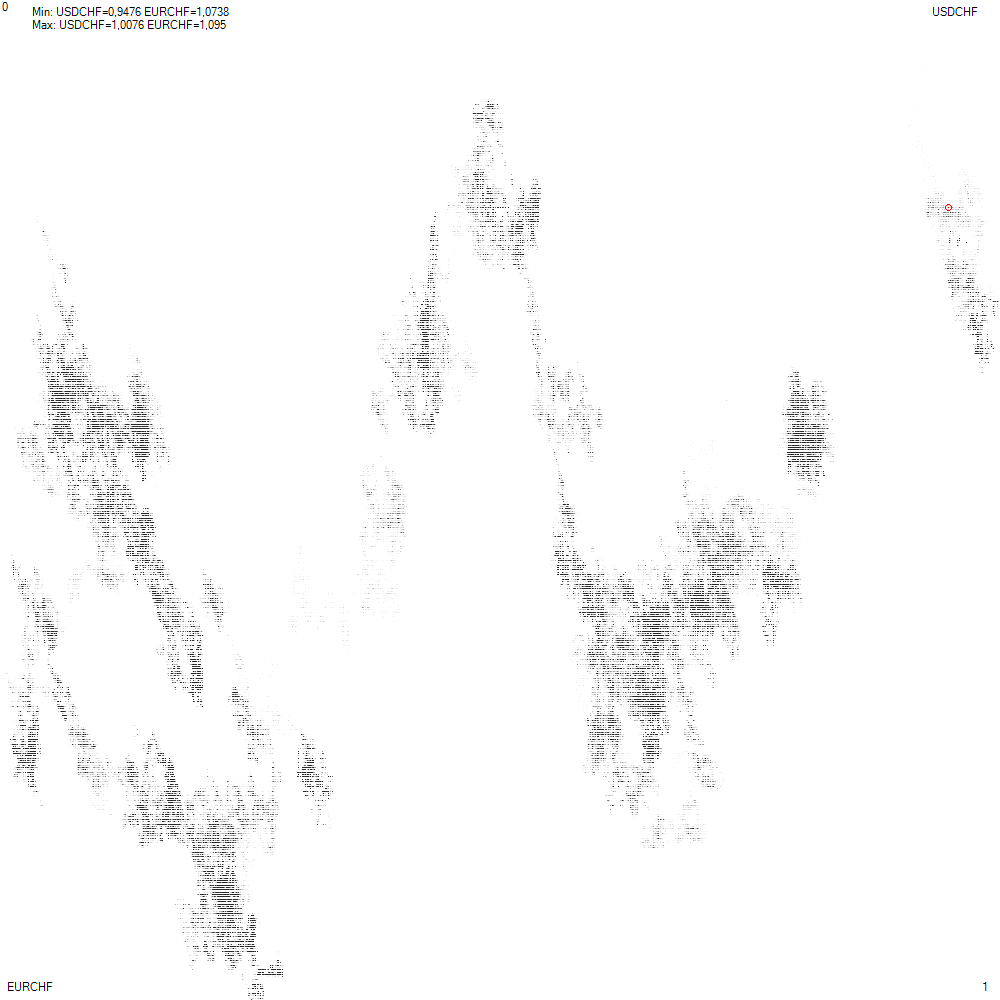 0
Min: USDCHF=0,9476 EURCHF=1,0738
Max: USDCHF=1,0076 EURCHF=1,095
USDCHF
EURCHF
1